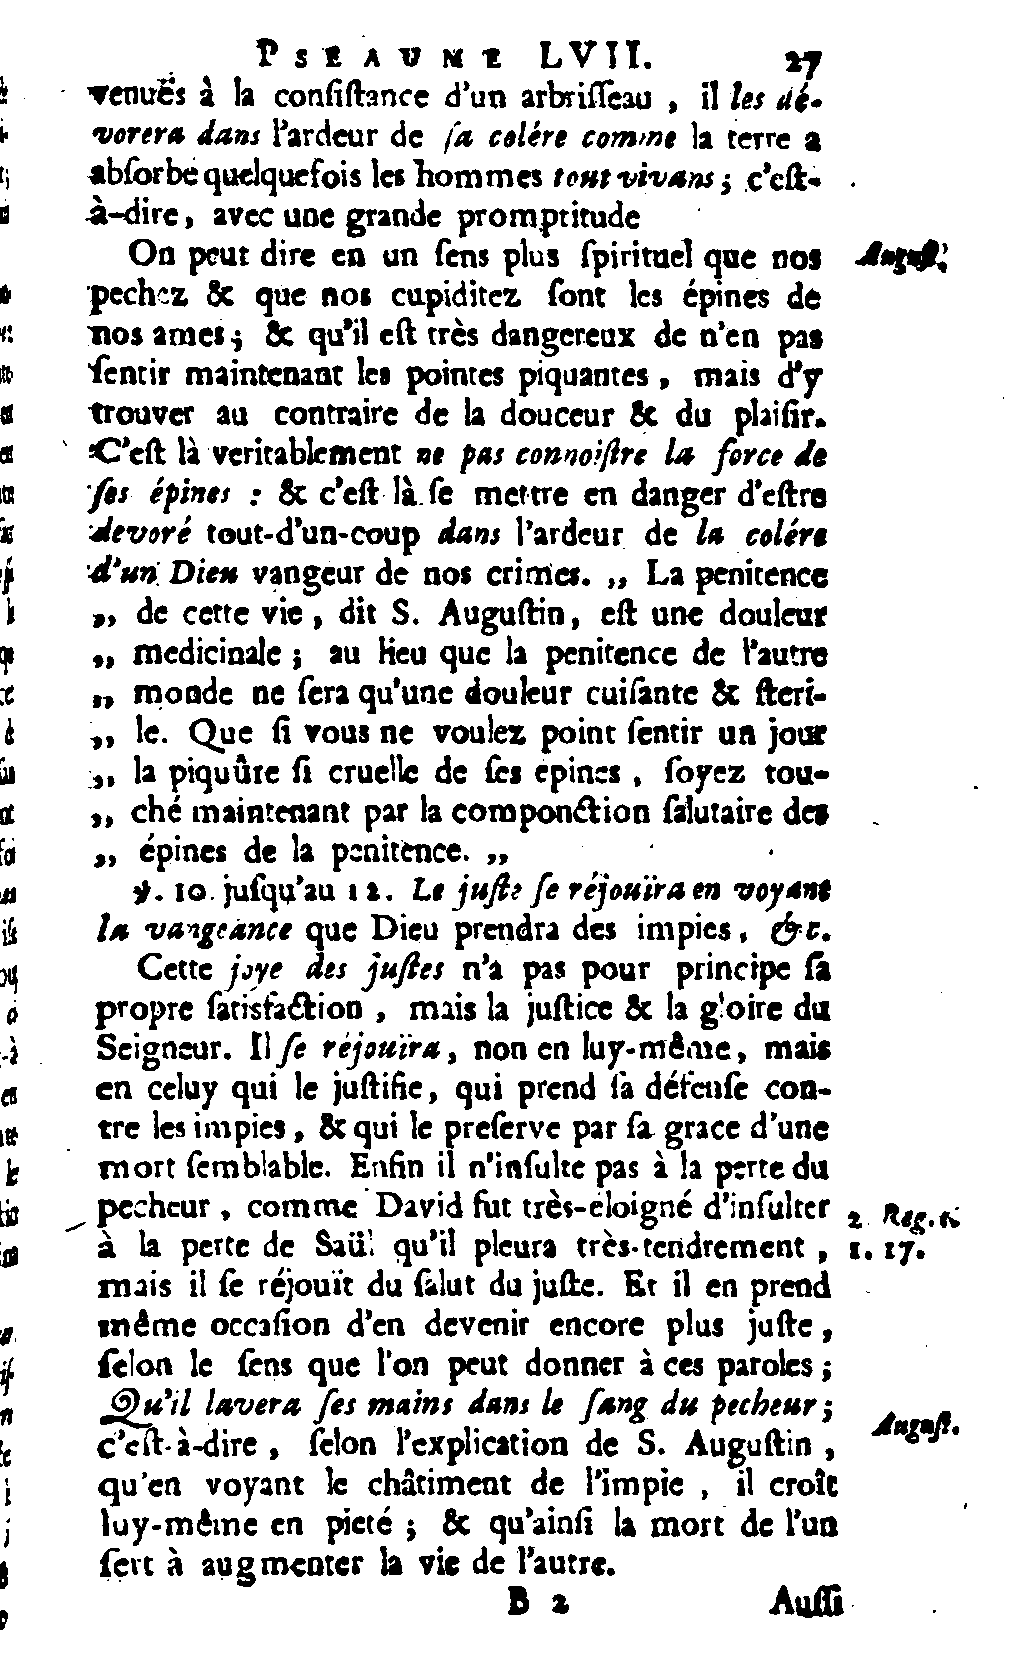 PSEAUME LVII. 27
venuës à la conſiſtance d'un arbriſſeau, il les dé-
vorera dans l'ardeur de ſa colére comme la terre a
abſorbé quelquefois les hommes tout vivans; c'eſt-
à-dire, avec une grande promptitude
On peut dire en un ſens plus ſpirituel que nos
Auguſt.
pechez & que nos cupiditez ſont les épines de
nos ames; & qu'il eſt très dangereux de n'en pas
ſentir maintenant les pointes piquantes, mais d'y
trouver au contraire de la douceur & du plaiſir.
C'eſt là veritablement ne pas connoiſtre la force de
ſes épines : & c'eſt là ſe mettre en danger d'eſtre
devoré tout-d'un-coup dans l'ardeur de la colére
d'un Dieu vangeur de nos crimes. ,, La penitence
,, de cette vie, dit S. Auguſtin, eſt une douleur
,, medicinale; au lieu que la penitence de l'autre
,, monde ne ſera qu'une douleur cuiſante & ſteri-
,, le. Que ſi vous ne voulez point ſentir un jour
,, la piquûre ſi cruelle de ſes épines, ſoyez tou-
,, ché maintenant par la componction ſalutaire des
,, épines de la penitence. ,,
℣. 10. juſqu'au 12. Le juſte ſe réjouïra en voyant
la vangeance que Dieu prendra des impies, &c.
Cette joye des juſtes n'a pas pour principe ſa
propre ſatisfaction, mais la juſtice & la gloire du
Seigneur. Il ſe réjouïra, non en luy-même, mais
en celuy qui le juſtifie, qui prend ſa défenſe con-
tre les impies, & qui le preſerve par ſa grace d'une
mort ſemblable. Enfin il n'inſulte pas à la perte du
pecheur, comme David fut très-éloigné d'inſulter
2. Reg. c.
à la perte de Saül qu'il pleura très-tendrement,
1. 17.
mais il ſe réjouït du ſalut du juſte. Et il en prend
même occaſion d'en devenir encore plus juſte,
ſelon le ſens que l'on peut donner à ces paroles;
Qu'il lavera ſes mains dans le ſang du pecheur;
Auguſt.
c'eſt-à-dire, ſelon l'explication de S. Auguſtin,
qu'en voyant le châtiment de l'impie, il croît
luy-même en pieté; & qu'ainſi la mort de l'un
ſert à augmenter la vie de l'autre.
B 2 Auſſi